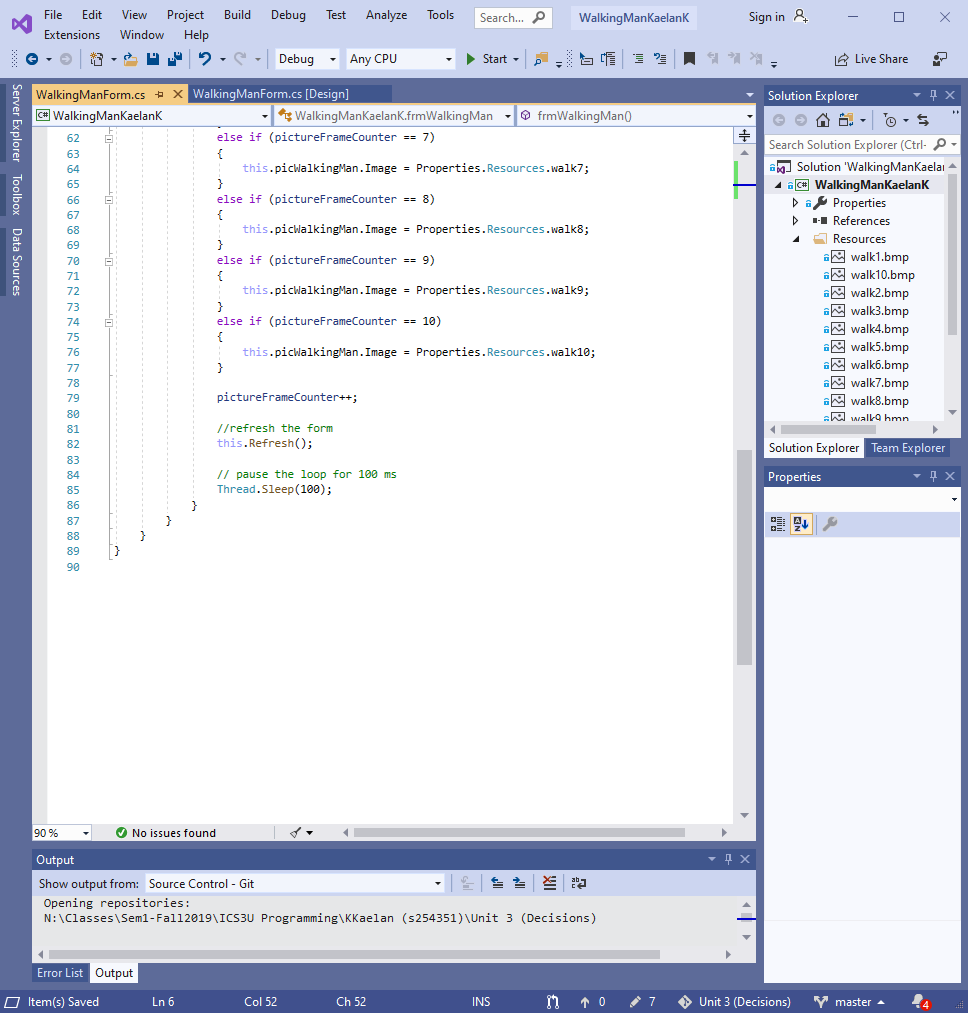 File Edit View Project Build Debug Test Analyze Tools Search... WalkingManKaelanK Sign in
Extensions Window Help
Debug Any CPU Start Live Share
Server Explorer
Toolbox
Data Sources
WalkingManForm.cs WalkingManForm.cs [Design]
C# WalkingManKaelanK WalkingManKaelanK.frmWalkingMan frmWalkingMan()
62 else if (pictureFrameCounter == 7)
63 {
64 this.picWalkingMan.Image = Properties.Resources.walk7;
65 }
66 else if (pictureFrameCounter == 8)
67 {
68 this.picWalkingMan.Image = Properties.Resources.walk8;
69 }
70 else if (pictureFrameCounter == 9)
71 {
72 this.picWalkingMan.Image = Properties.Resources.walk9;
73 }
74 else if (pictureFrameCounter == 10)
75 {
76 this.picWalkingMan.Image = Properties.Resources.walk10;
77 }
78
79 pictureFrameCounter++;
80
81 //refresh the form
82 this.Refresh();
83
84 // pause the loop for 100 ms
85 Thread.Sleep(100);
86 }
87 }
88 }
89 }
90
90 % No issues found
Output
Show output from: Source Control - Git
Opening repositories:
N:\Classes\Sem1-Fall2019\ICS3U Programming\KKaelan (s254351)\Unit 3 (Decisions)
Error List Output
Solution Explorer
Search Solution Explorer (Ctrl-
Solution 'WalkingManKaelan
C# WalkingManKaelanK
Properties
References
Resources
walk1.bmp
walk10.bmp
walk2.bmp
walk3.bmp
walk4.bmp
walk5.bmp
walk6.bmp
walk7.bmp
walk8.bmp
walk9.bmp
Solution Explorer Team Explorer
Properties
Item(s) Saved Ln 6 Col 52 Ch 52 INS 0 7 Unit 3 (Decisions) master 4